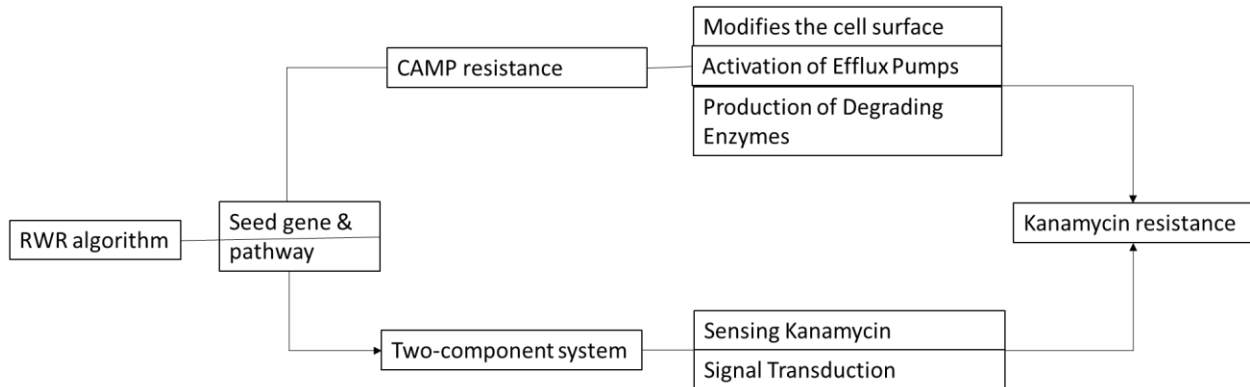 Modifies the cell surface
CAMP resistance
Activation of Efflux Pumps
Production of Degrading
Enzymes
Seed gene &
pathway
RWR algorithm
Kanamycin resistance
Sensing Kanamycin
Two-component system
Signal Transduction